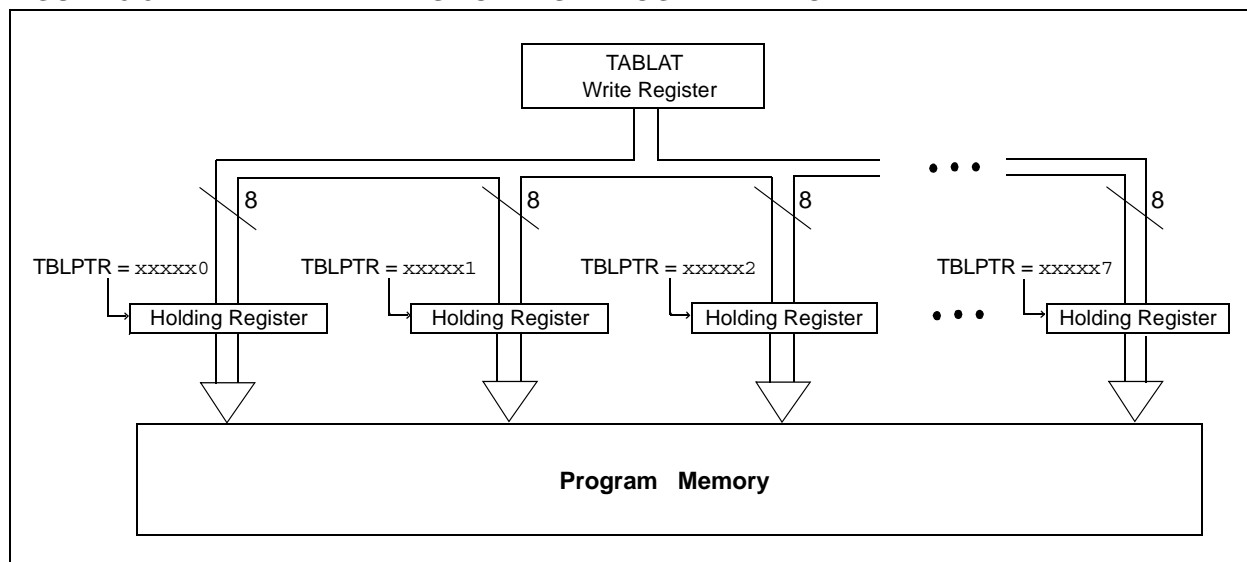 TABLAT
Write Register
8
8
8
8
TBLPTR = xxxxx0
TBLPTR = xxxxx1
TBLPTR = xxxxx2
TBLPTR = xxxxx7
Holding Register
Holding Register
Holding Register
Holding Register
Program Memory